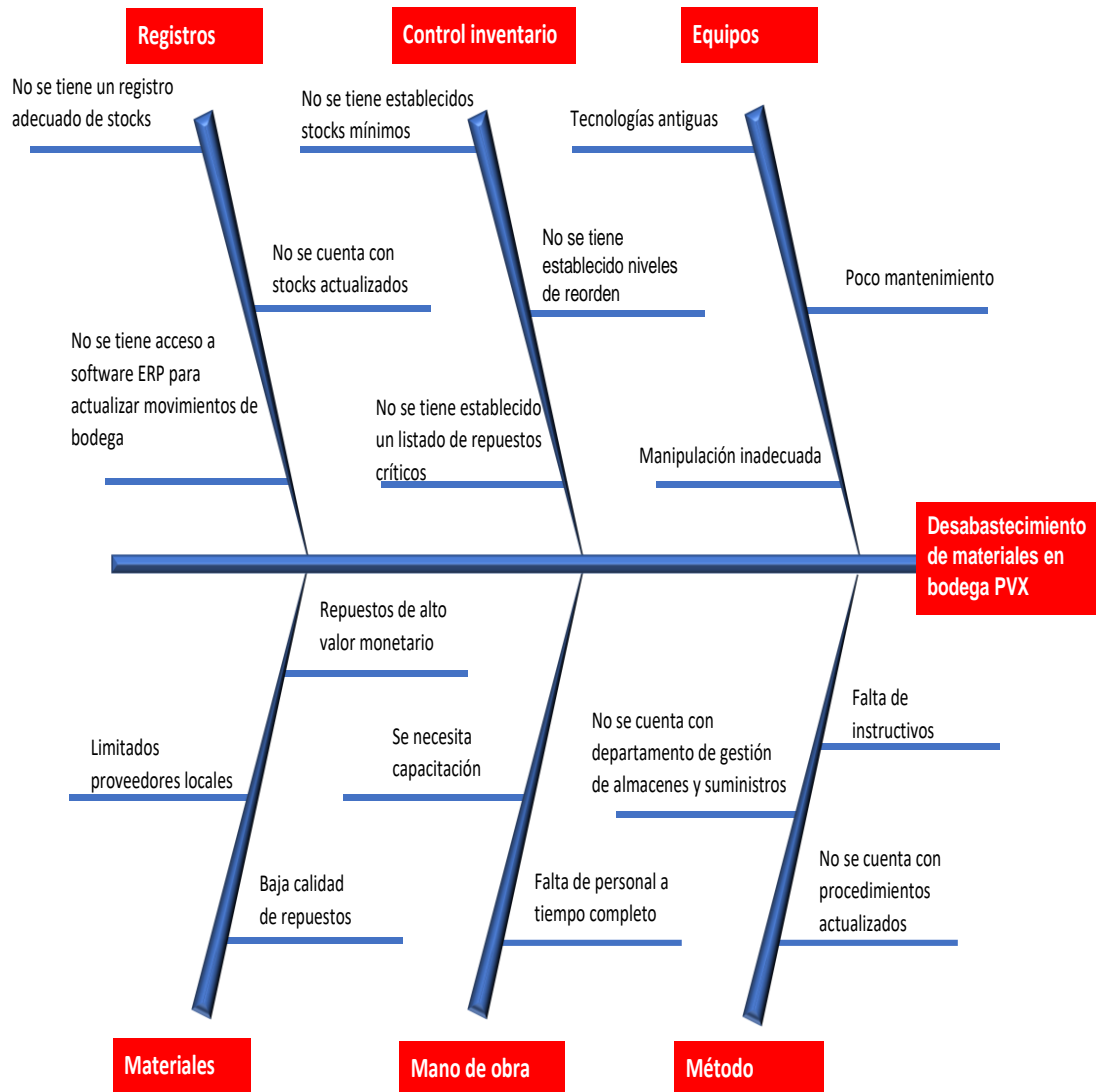 Registros
Control inventario
Equipos
No se tiene un registro
adecuado de stocks
No se tiene establecidos
stocks mínimos
Tecnologías antiguas
No se cuenta con
stocks actualizados
No se tiene
establecido niveles
de reorden
Poco mantenimiento
No se tiene acceso a
software ERP para
actualizar movimientos de
bodega
No se tiene establecido
un listado de repuestos
críticos
Manipulación inadecuada
Desabastecimiento
de materiales en
bodega PVX
Repuestos de alto
valor monetario
Limitados
proveedores locales
Se necesita
capacitación
No se cuenta con
departamento de gestión
de almacenes y suministros
Falta de
instructivos
Baja calidad
de repuestos
Falta de personal a
tiempo completo
No se cuenta con
procedimientos
actualizados
Materiales
Mano de obra
Método